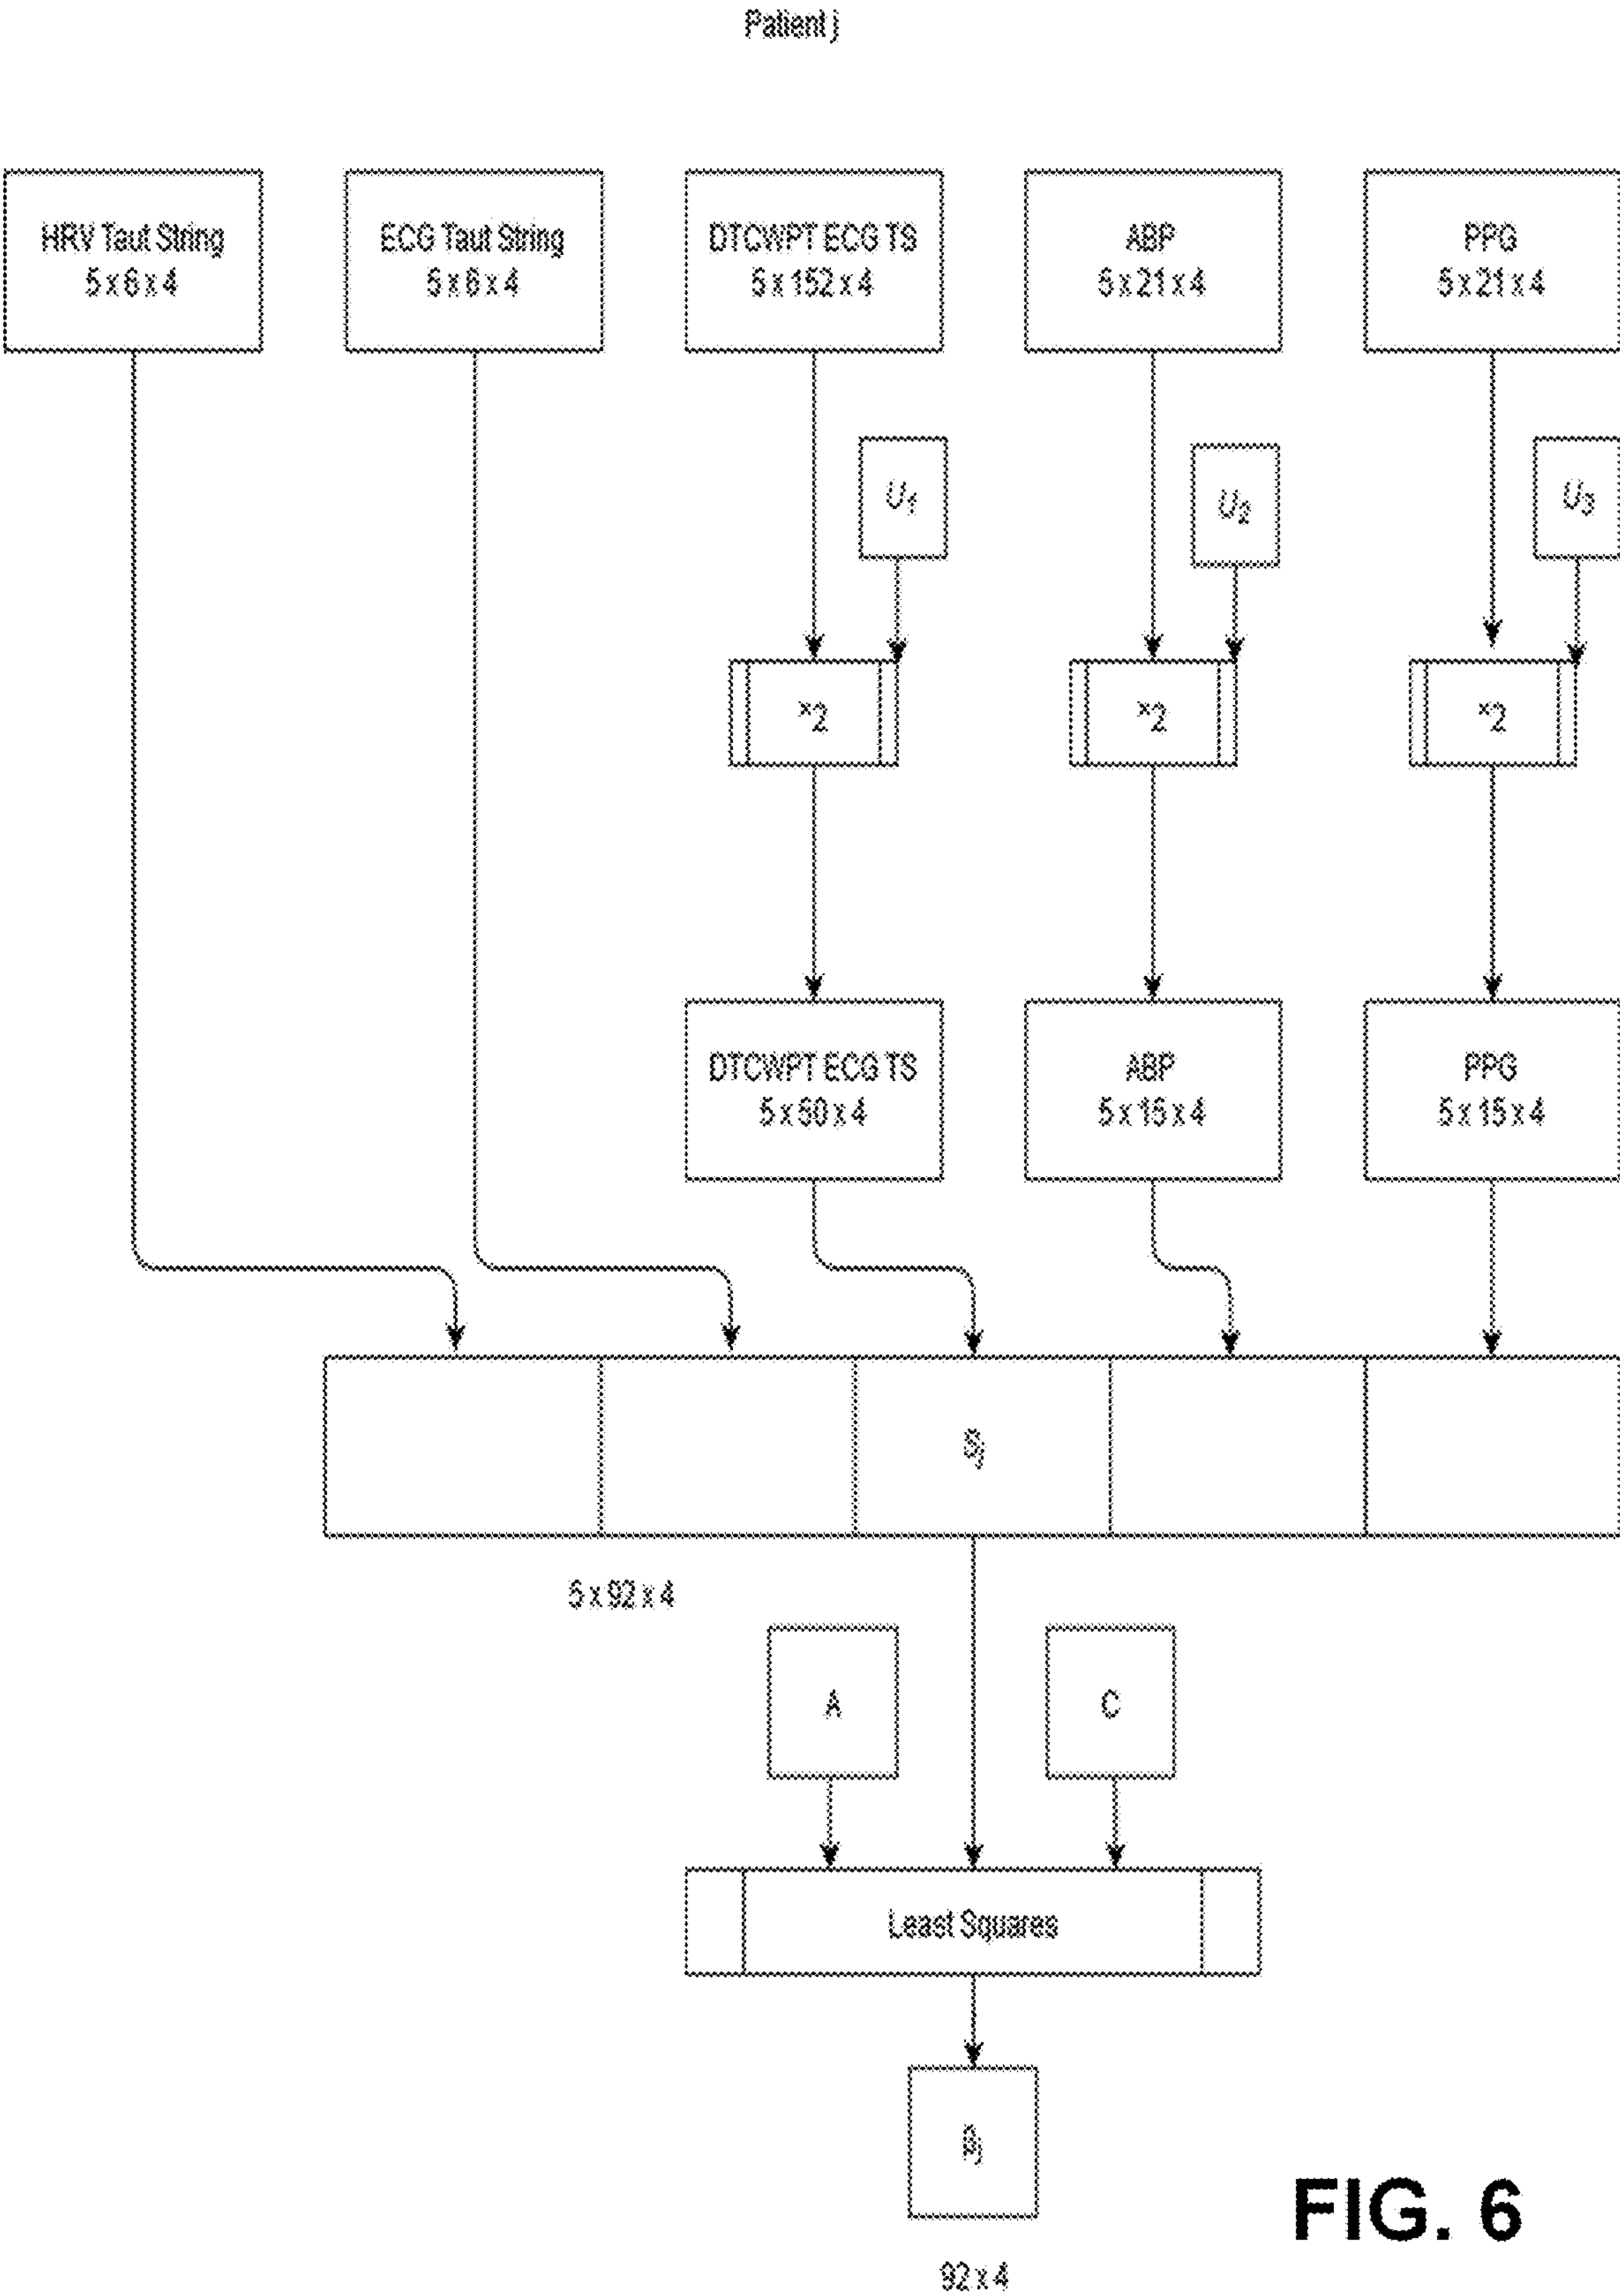 Patient j
HRV Taut String
5 x 6 x 4
ECG Taut String
5 x 6 x 4
DTCWPT ECG TS
5 x 152 x 4
ABP
5 x 21 x 4
PPG
5 x 21 x 4
U1
U2
U3
×2
×2
×2
DTCWPT ECG TS
5 x 50 x 4
ABP
5 x 15 x 4
PPG
5 x 15 x 4
Sj
5 x 92 x 4
A
C
Least Squares
βj
92 x 4
FIG. 6